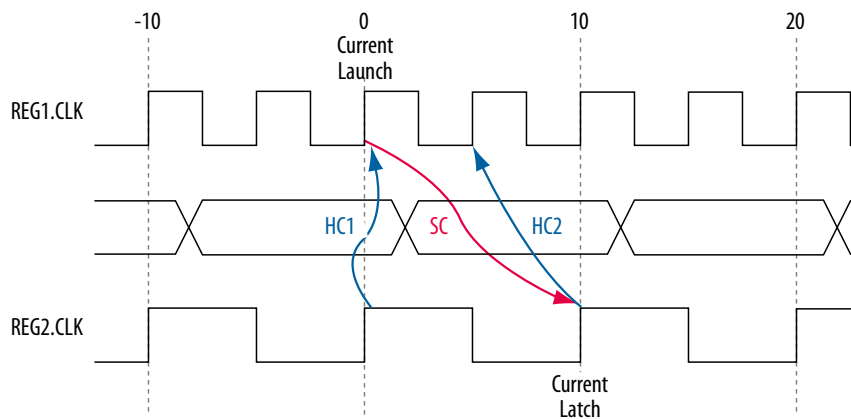 -10
0
10
20
Current
Launch
REG1.CLK
HC1
SC
HC2
REG2.CLK
Current
Latch